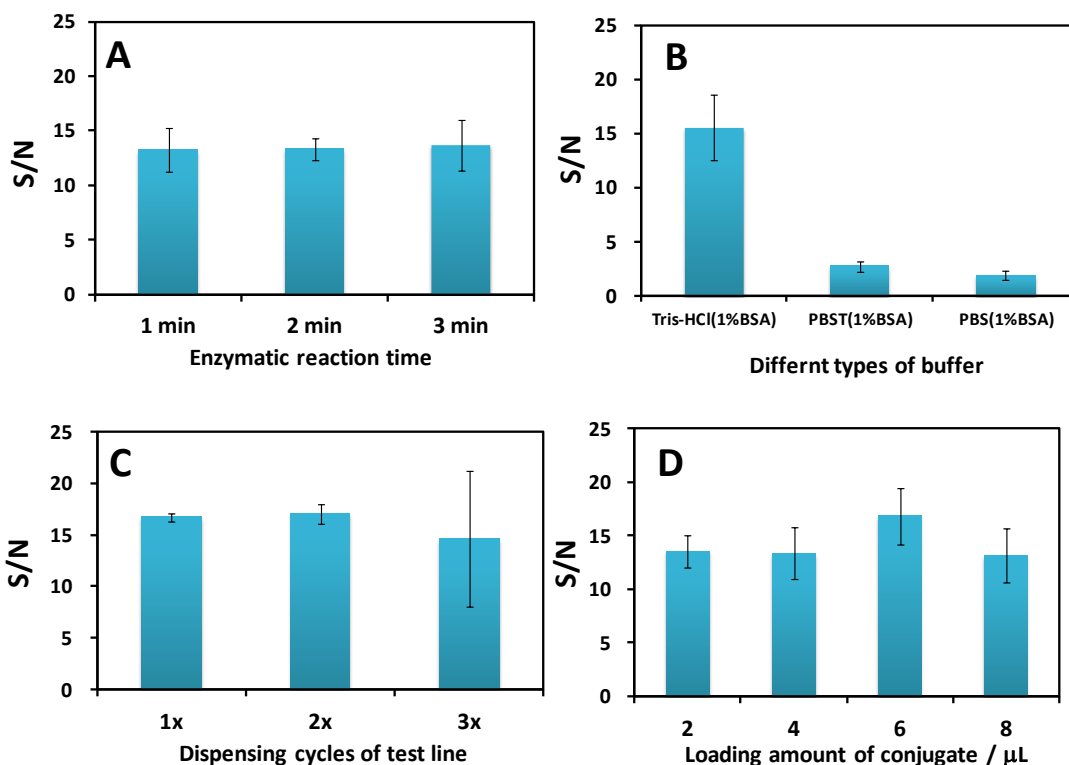 A
25
20
15
10
5
0
S/N
1 min 2 min 3 min
Enzymatic reaction time
B
25
20
15
10
5
0
S/N
Tris-HCl(1%BSA) PBST(1%BSA) PBS(1%BSA)
Differnt types of buffer
C
25
20
15
10
5
0
S/N
1x 2x 3x
Dispensing cycles of test line
D
25
20
15
10
5
0
S/N
2 4 6 8
Loading amount of conjugate / μL